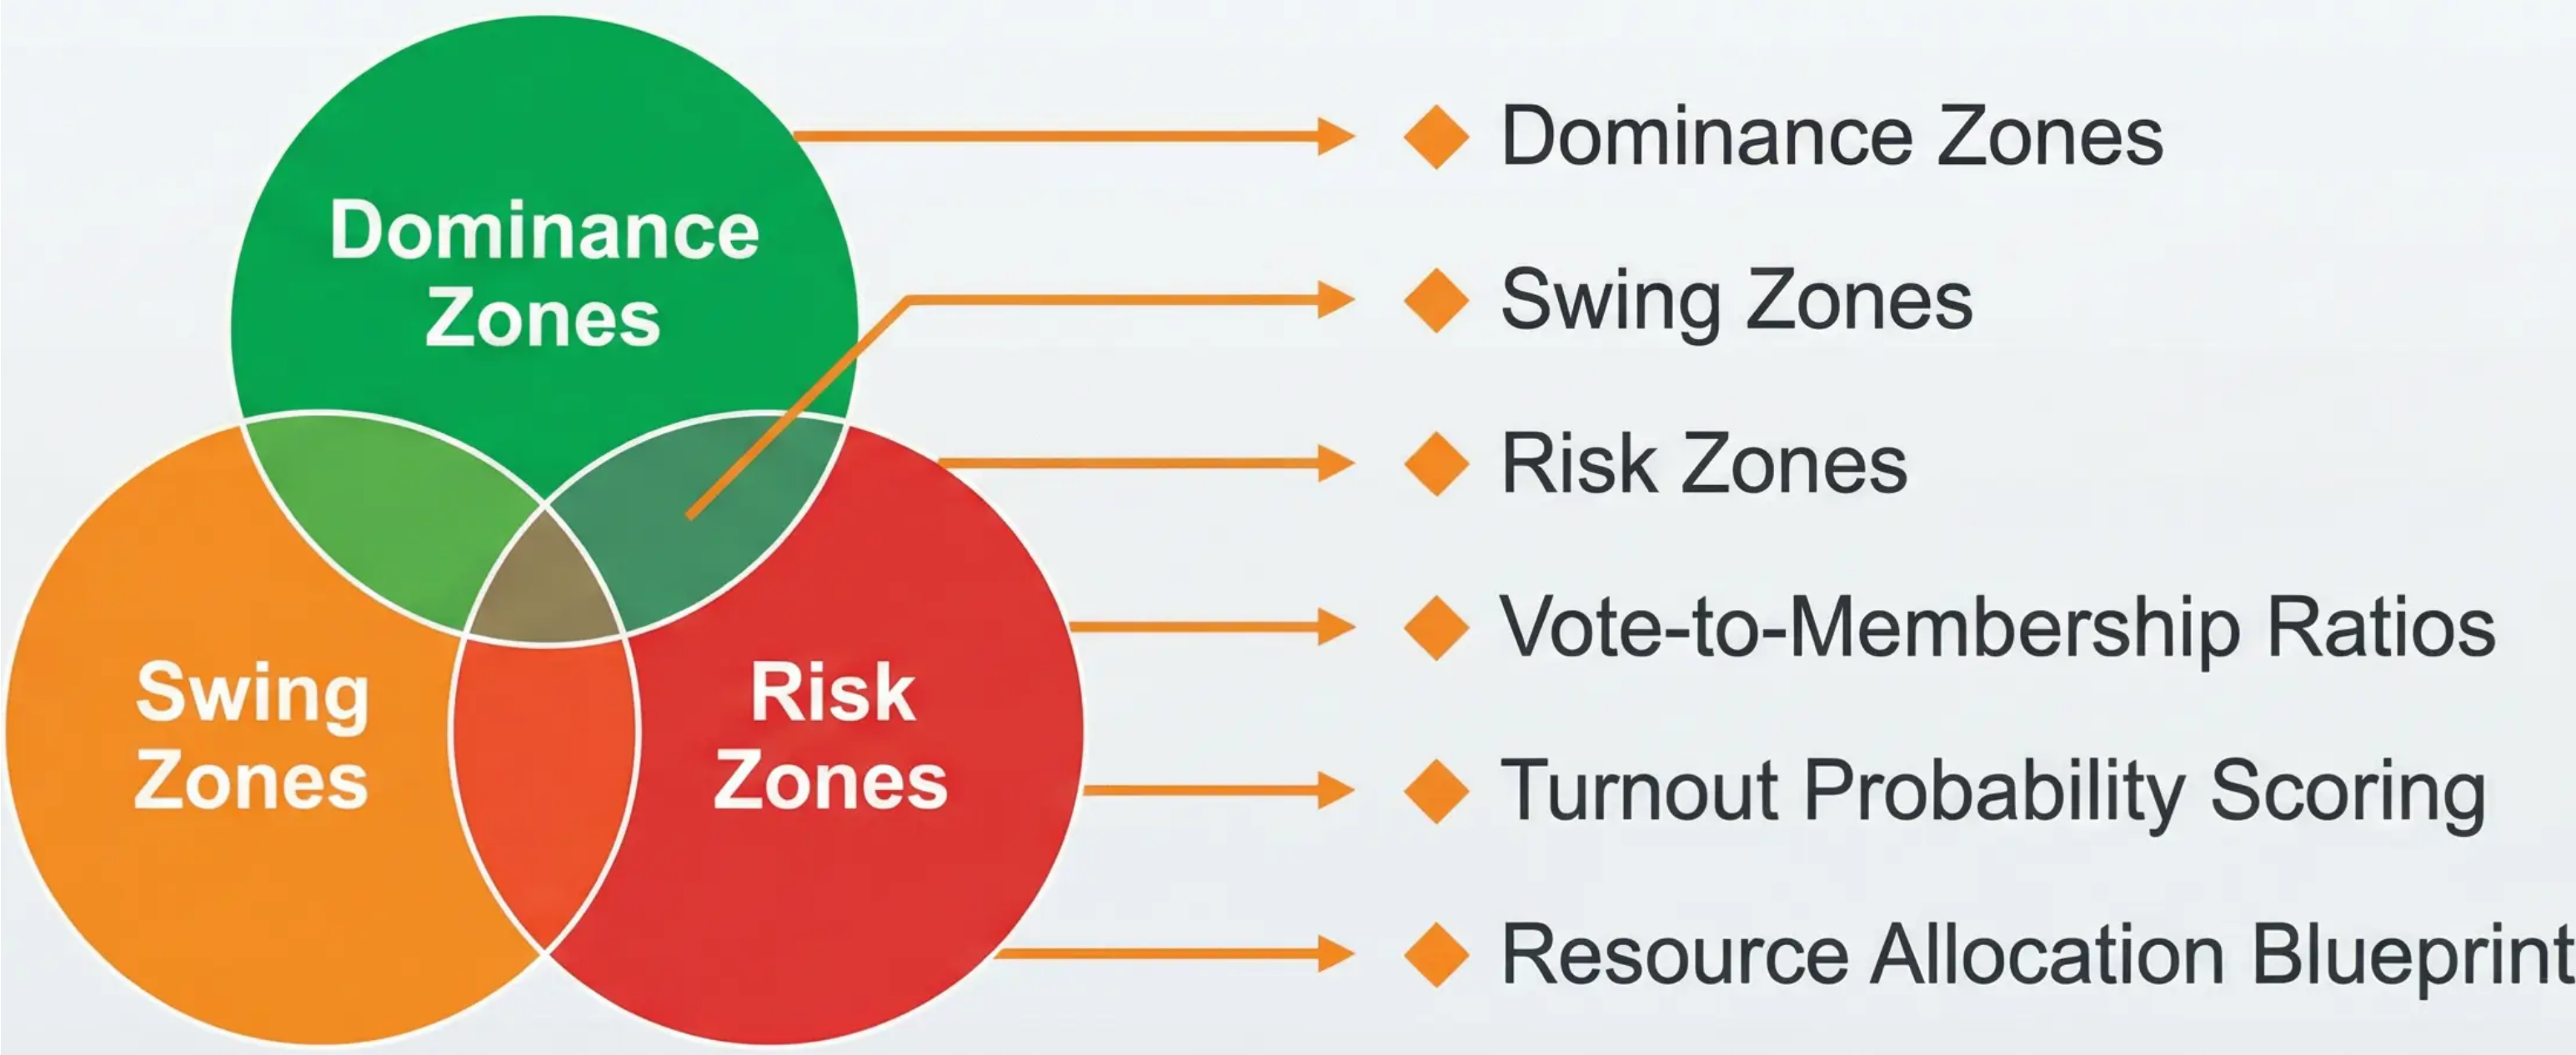 Dominance
Zones
Swing
Zones
Risk
Zones
Dominance Zones
Swing Zones
Risk Zones
Vote-to-Membership Ratios
Turnout Probability Scoring
Resource Allocation Blueprint